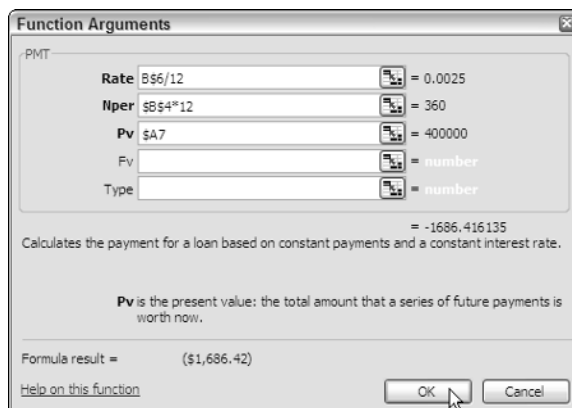 Function Arguments
PMT
Rate B$6/12 = 0.0025
Nper $B$4*12 = 360
Pv $A7 = 400000
Fv = number
Type = number
= -1686.416135
Calculates the payment for a loan based on constant payments and a constant interest rate.
Pv is the present value: the total amount that a series of future payments is
worth now.
Formula result = ($1,686.42)
Help on this function
OK Cancel